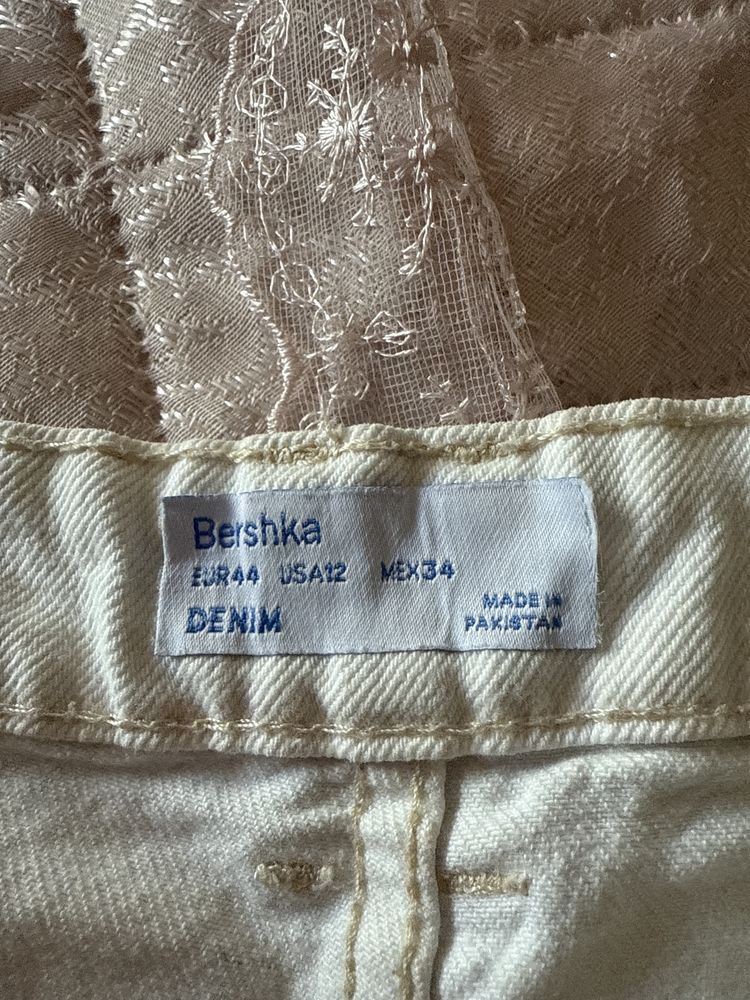 Bershka
EUR44 USA12 MEX34
DENIM
MADE IN
PAKISTAN